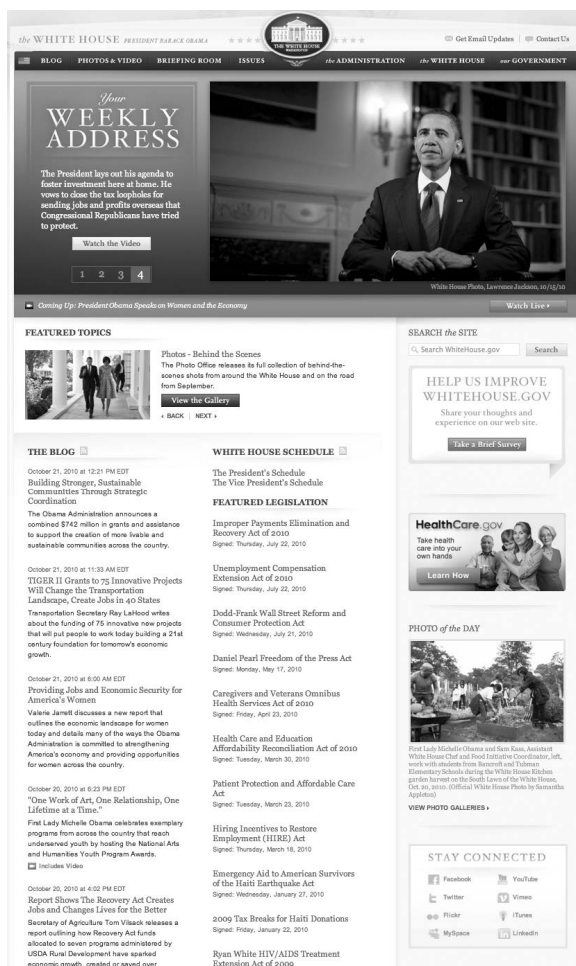 the WHITE HOUSE PRESIDENT BARACK OBAMA
THE WHITE HOUSE
WASHINGTON
Get Email Updates
Contact Us
BLOG
PHOTOS & VIDEO
BRIEFING ROOM
ISSUES
the ADMINISTRATION
the WHITE HOUSE
our GOVERNMENT
Your
WEEKLY
ADDRESS
The President lays out his agenda to
foster investment here at home. He
vows to close the tax loopholes for
sending jobs and profits overseas that
Congressional Republicans have tried
to protect.
Watch the Video
1 2 3 4
White House Photo, Lawrence Jackson, 10/15/10
Coming Up: President Obama Speaks on Women and the Economy
Watch Live
FEATURED TOPICS
Photos - Behind the Scenes
The Photo Office releases its full collection of behind-the-
scenes shots from around the White House and on the road
from September.
View the Gallery
BACK | NEXT
THE BLOG
October 21, 2010 at 12:21 PM EDT
Building Stronger, Sustainable
Communities Through Strategic
Coordination
The Obama Administration announces a
combined $742 million in grants and assistance
to support the creation of more livable and
sustainable communities across the country.
October 21, 2010 at 11:33 AM EDT
TIGER II Grants to 75 Innovative Projects
Will Change the Transportation
Landscape, Create Jobs in 40 States
Transportation Secretary Ray LaHood writes
about the funding of 75 innovative new projects
that will put people to work today building a 21st
century foundation for tomorrow's economic
growth.
October 21, 2010 at 6:00 AM EDT
Providing Jobs and Economic Security for
America's Women
Valerie Jarrett discusses a new report that
outlines the economic landscape for women
today and details many of the ways the Obama
Administration is committed to strengthening
America's economy and providing opportunities
for women across the country.
October 20, 2010 at 6:23 PM EDT
"One Work of Art, One Relationship, One
Lifetime at a Time."
First Lady Michelle Obama celebrates exemplary
programs from across the country that reach
underserved youth by hosting the National Arts
and Humanities Youth Program Awards.
Includes Video
October 20, 2010 at 4:02 PM EDT
Report Shows The Recovery Act Creates
Jobs and Changes Lives for the Better
Secretary of Agriculture Tom Vilsack releases a
report outlining how Recovery Act funds
allocated to seven programs administered by
USDA Rural Development have sparked
economic growth, created or saved over
WHITE HOUSE SCHEDULE
The President's Schedule
The Vice President's Schedule
FEATURED LEGISLATION
Improper Payments Elimination and
Recovery Act of 2010
Signed: Thursday, July 22, 2010
Unemployment Compensation
Extension Act of 2010
Signed: Thursday, July 22, 2010
Dodd-Frank Wall Street Reform and
Consumer Protection Act
Signed: Wednesday, July 21, 2010
Daniel Pearl Freedom of the Press Act
Signed: Monday, May 17, 2010
Caregivers and Veterans Omnibus
Health Services Act of 2010
Signed: Friday, April 23, 2010
Health Care and Education
Affordability Reconciliation Act of 2010
Signed: Tuesday, March 30, 2010
Patient Protection and Affordable Care
Act
Signed: Tuesday, March 23, 2010
Hiring Incentives to Restore
Employment (HIRE) Act
Signed: Thursday, March 18, 2010
Emergency Aid to American Survivors
of the Haiti Earthquake Act
Signed: Wednesday, January 27, 2010
2009 Tax Breaks for Haiti Donations
Signed: Friday, January 22, 2010
Ryan White HIV/AIDS Treatment
Extension Act of 2009
SEARCH the SITE
Search WhiteHouse.gov
Search
HELP US IMPROVE
WHITEHOUSE.GOV
Share your thoughts and
experience on our web site.
Take a Brief Survey
HealthCare.gov
Take health
care into your
own hands
Learn How
PHOTO of the DAY
First Lady Michelle Obama and Sam Kass, Assistant
White House Chef and Food Initiative Coordinator, left,
work with students from Bancroft and Tubman
Elementary Schools during the White House Kitchen
garden harvest on the South Lawn of the White House,
Oct. 20, 2010. (Official White House Photo by Samantha
Appleton)
VIEW PHOTO GALLERIES
STAY CONNECTED
Facebook
YouTube
Twitter
Vimeo
Flickr
iTunes
MySpace
LinkedIn